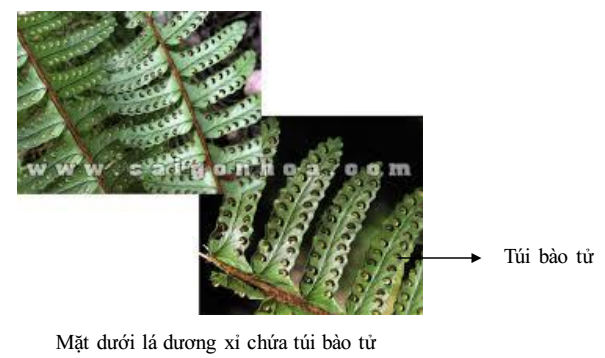 www.saigonhoa.com
Túi bào tử
Mặt dưới lá dương xỉ chứa túi bào tử